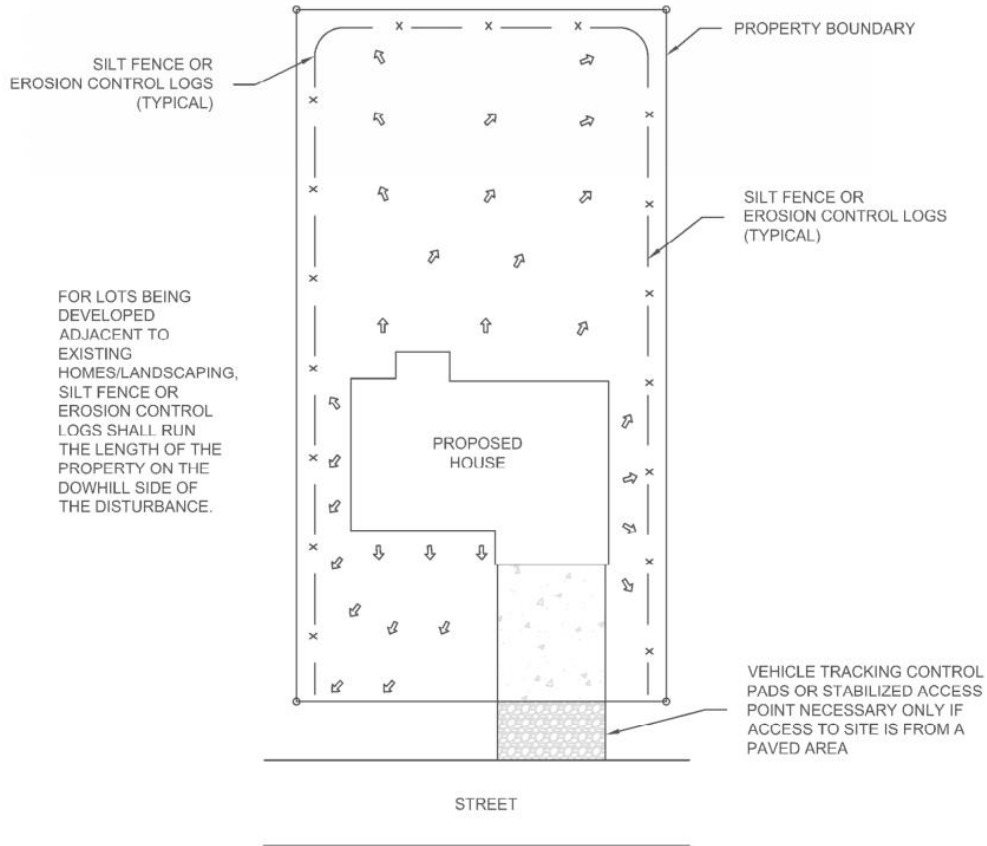 PROPERTY BOUNDARY
SILT FENCE OR
EROSION CONTROL LOGS
(TYPICAL)
SILT FENCE OR
EROSION CONTROL LOGS
(TYPICAL)
FOR LOTS BEING
DEVELOPED
ADJACENT TO
EXISTING
HOMES/LANDSCAPING,
SILT FENCE OR
EROSION CONTROL
LOGS SHALL RUN
THE LENGTH OF THE
PROPERTY ON THE
DOWHILL SIDE OF
THE DISTURBANCE.
PROPOSED
HOUSE
VEHICLE TRACKING CONTROL
PADS OR STABILIZED ACCESS
POINT NECESSARY ONLY IF
ACCESS TO SITE IS FROM A
PAVED AREA
STREET